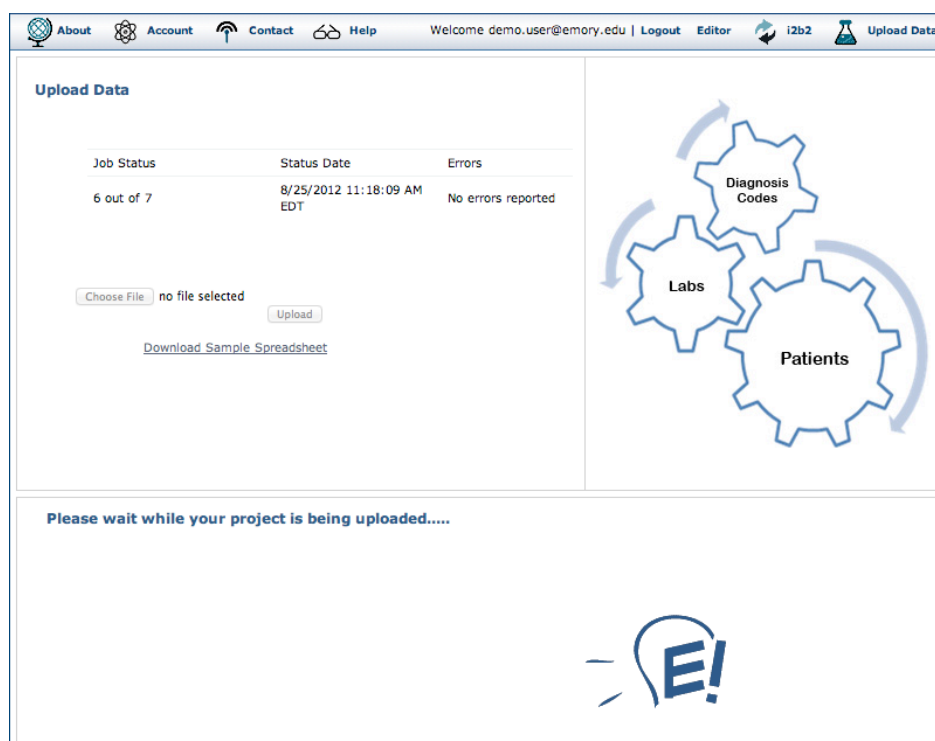 About Account Contact Help Welcome demo.user@emory.edu | Logout Editor i2b2 Upload Data
Upload Data
Job Status Status Date Errors
6 out of 7 8/25/2012 11:18:09 AM EDT No errors reported
Choose File no file selected
Upload
Download Sample Spreadsheet
Diagnosis
Codes
Labs
Patients
Please wait while your project is being uploaded.....
E!